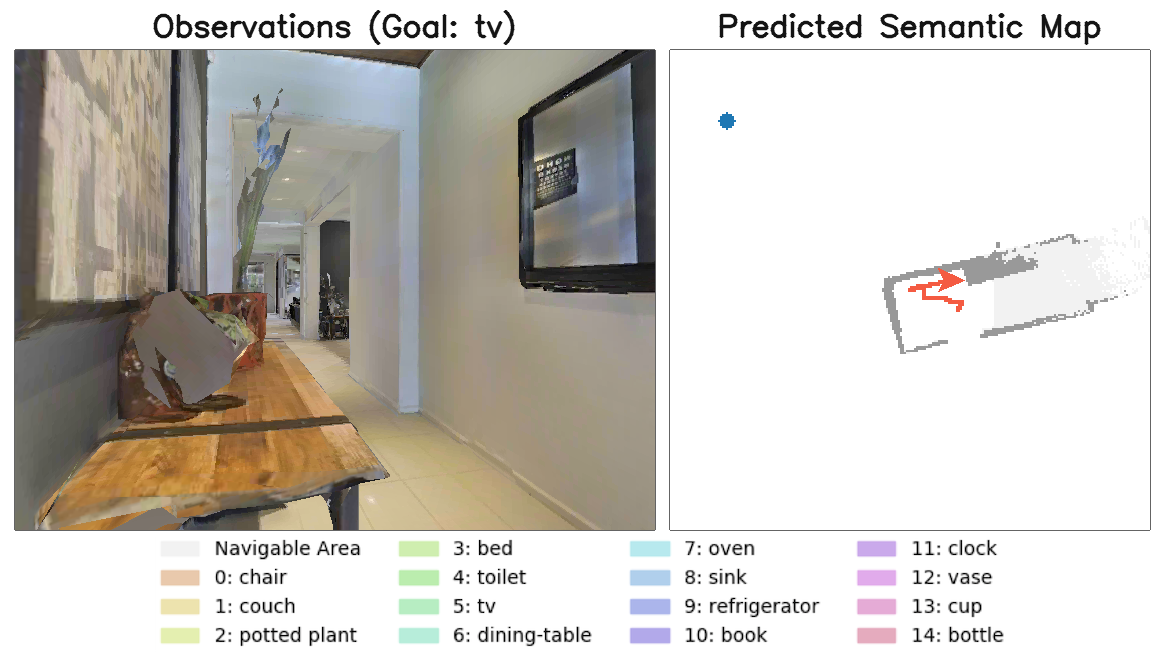 Observations (Goal: tv)
Predicted Semantic Map
Navigable Area
0: chair
1: couch
2: potted plant
3: bed
4: toilet
5: tv
6: dining-table
7: oven
8: sink
9: refrigerator
10: book
11: clock
12: vase
13: cup
14: bottle